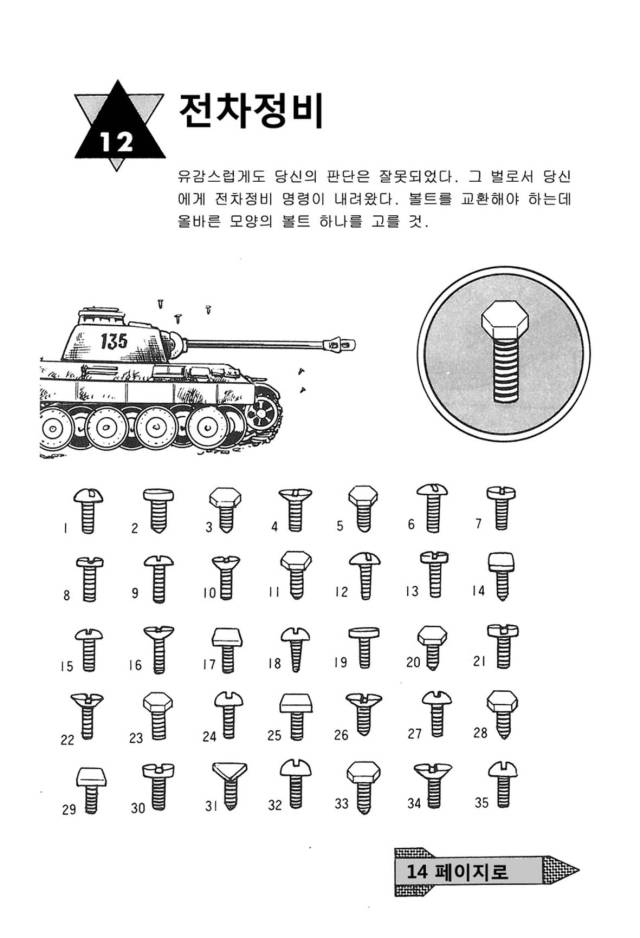 12
전차정비
유감스럽게도 당신의 판단은 잘못되었다. 그 벌로서 당신
에게 전차정비 명령이 내려왔다. 볼트를 교환해야 하는데
올바른 모양의 볼트 하나를 고를 것.
135
1 2 3 4 5 6 7
8 9 10 11 12 13 14
15 16 17 18 19 20 21
22 23 24 25 26 27 28
29 30 31 32 33 34 35
14 페이지로